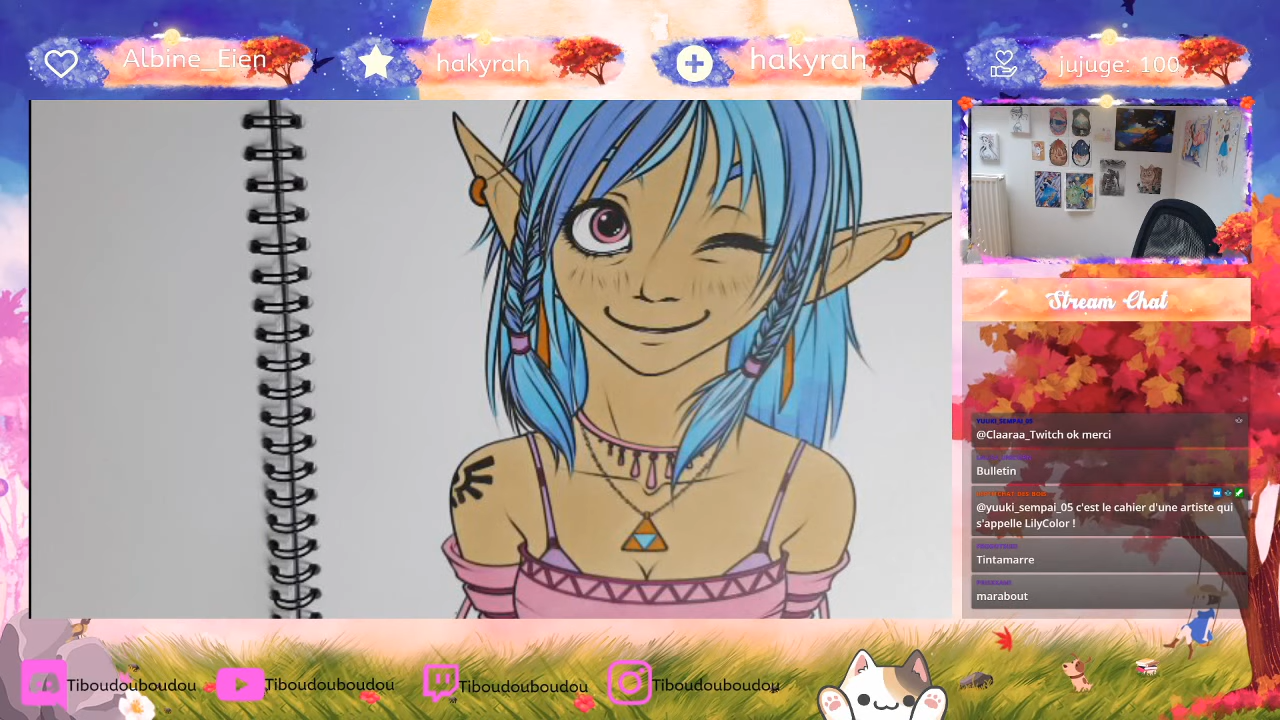 Albine_Eien
hakyrah
hakyrah
jujuge: 100
Stream Chat
YUUKI_SEMPAI_05
@Claaraa_Twitch ok merci
Bulletin
@yuuki_sempai_05 c'est le cahier d'une artiste qui
s'appelle LilyColor !
Tintamarre
marabout
Tiboudouboudou
Tiboudouboudou
Tiboudouboudou
Tiboudouboudou